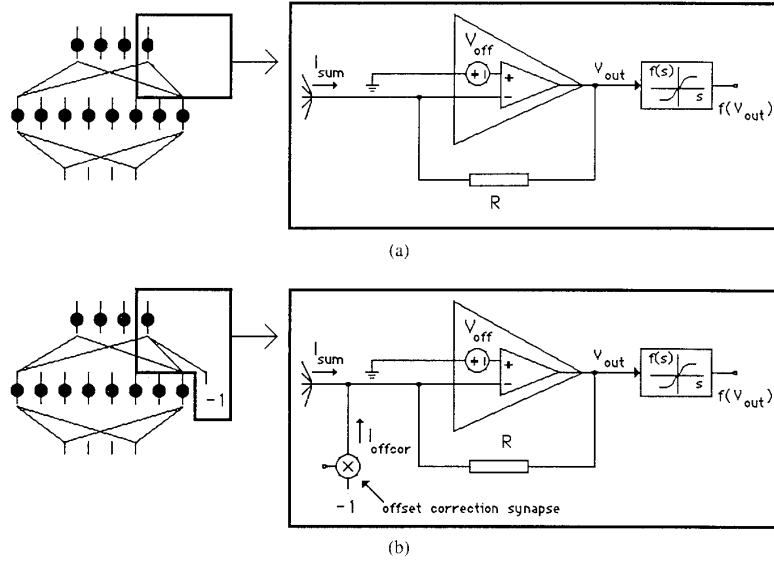 V_off
I_sum
+ I
+
−
V_out
f(s)
s
f(V_out)
R
(a)
V_off
I_sum
+ I
+
−
V_out
f(s)
s
f(V_out)
-1
I_offcor
R
×
-1
offset correction synapse
(b)